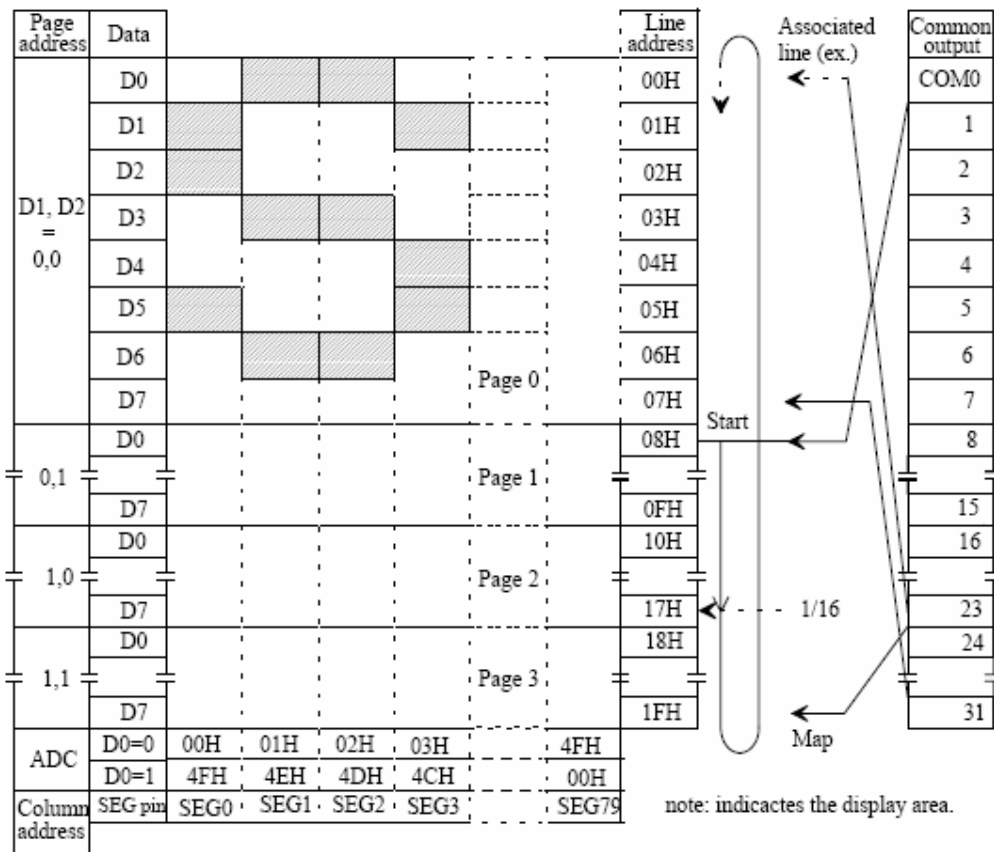 Page address Data Line address Associated line (ex.) Common output
D0 00H COM0
D1 01H 1
D2 02H 2
D1, D2 = 0,0 D3 03H 3
D4 04H 4
D5 05H 5
D6 06H 6
Page 0
D7 07H 7
Start
D0 08H 8
0,1 Page 1
D7 0FH 15
D0 10H 16
1,0 Page 2
D7 17H 1/16 23
D0 18H 24
1,1 Page 3
D7 1FH 31
Map
ADC D0=0 00H 01H 02H 03H 4FH
D0=1 4FH 4EH 4DH 4CH 00H
Column address SEG pin SEG0 SEG1 SEG2 SEG3 SEG79
note: indicactes the display area.